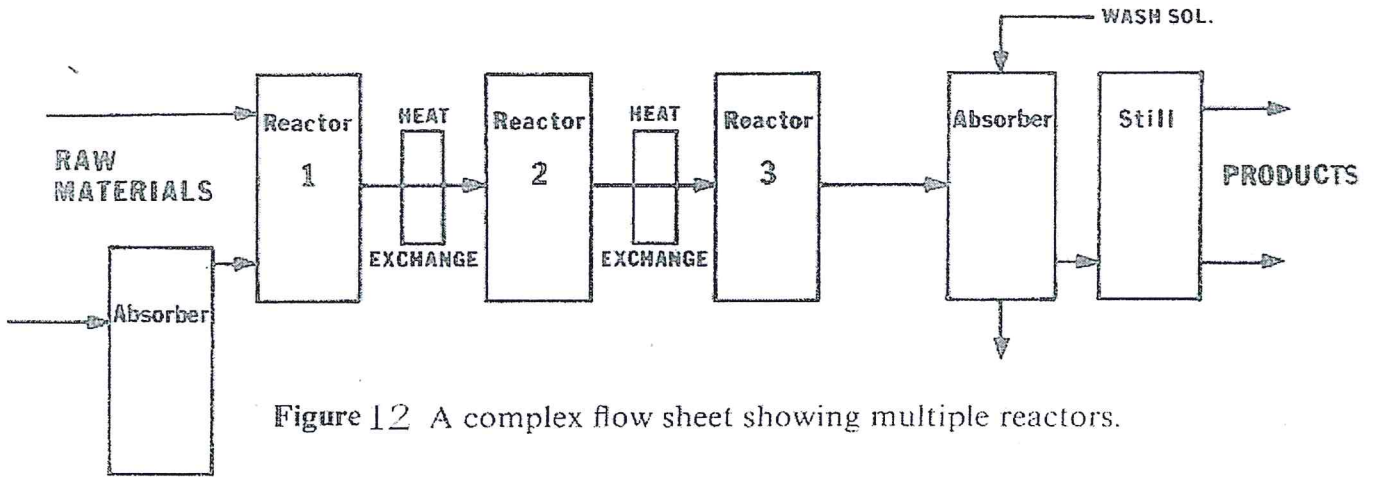 WASH SOL.
Reactor
1
HEAT
EXCHANGE
Reactor
2
HEAT
EXCHANGE
Reactor
3
Absorber
Still
RAW
MATERIALS
PRODUCTS
Absorber
Figure 12 A complex flow sheet showing multiple reactors.